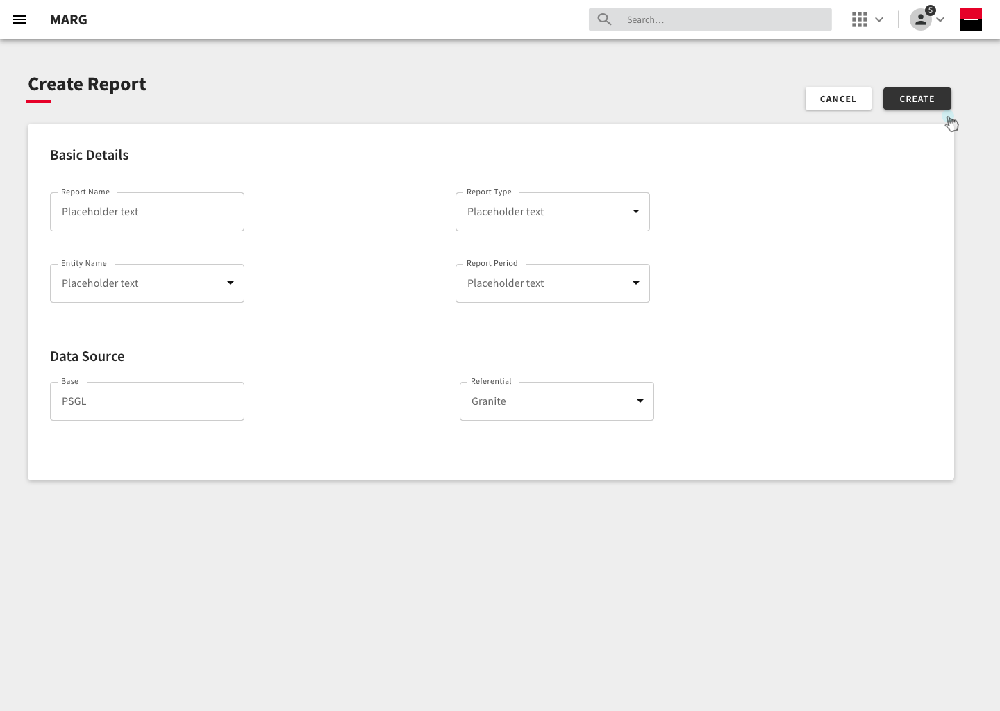 MARG
Search...
5
Create Report
CANCEL
CREATE
Basic Details
Report Name
Placeholder text
Report Type
Placeholder text
Entity Name
Placeholder text
Report Period
Placeholder text
Data Source
Base
PSGL
Referential
Granite